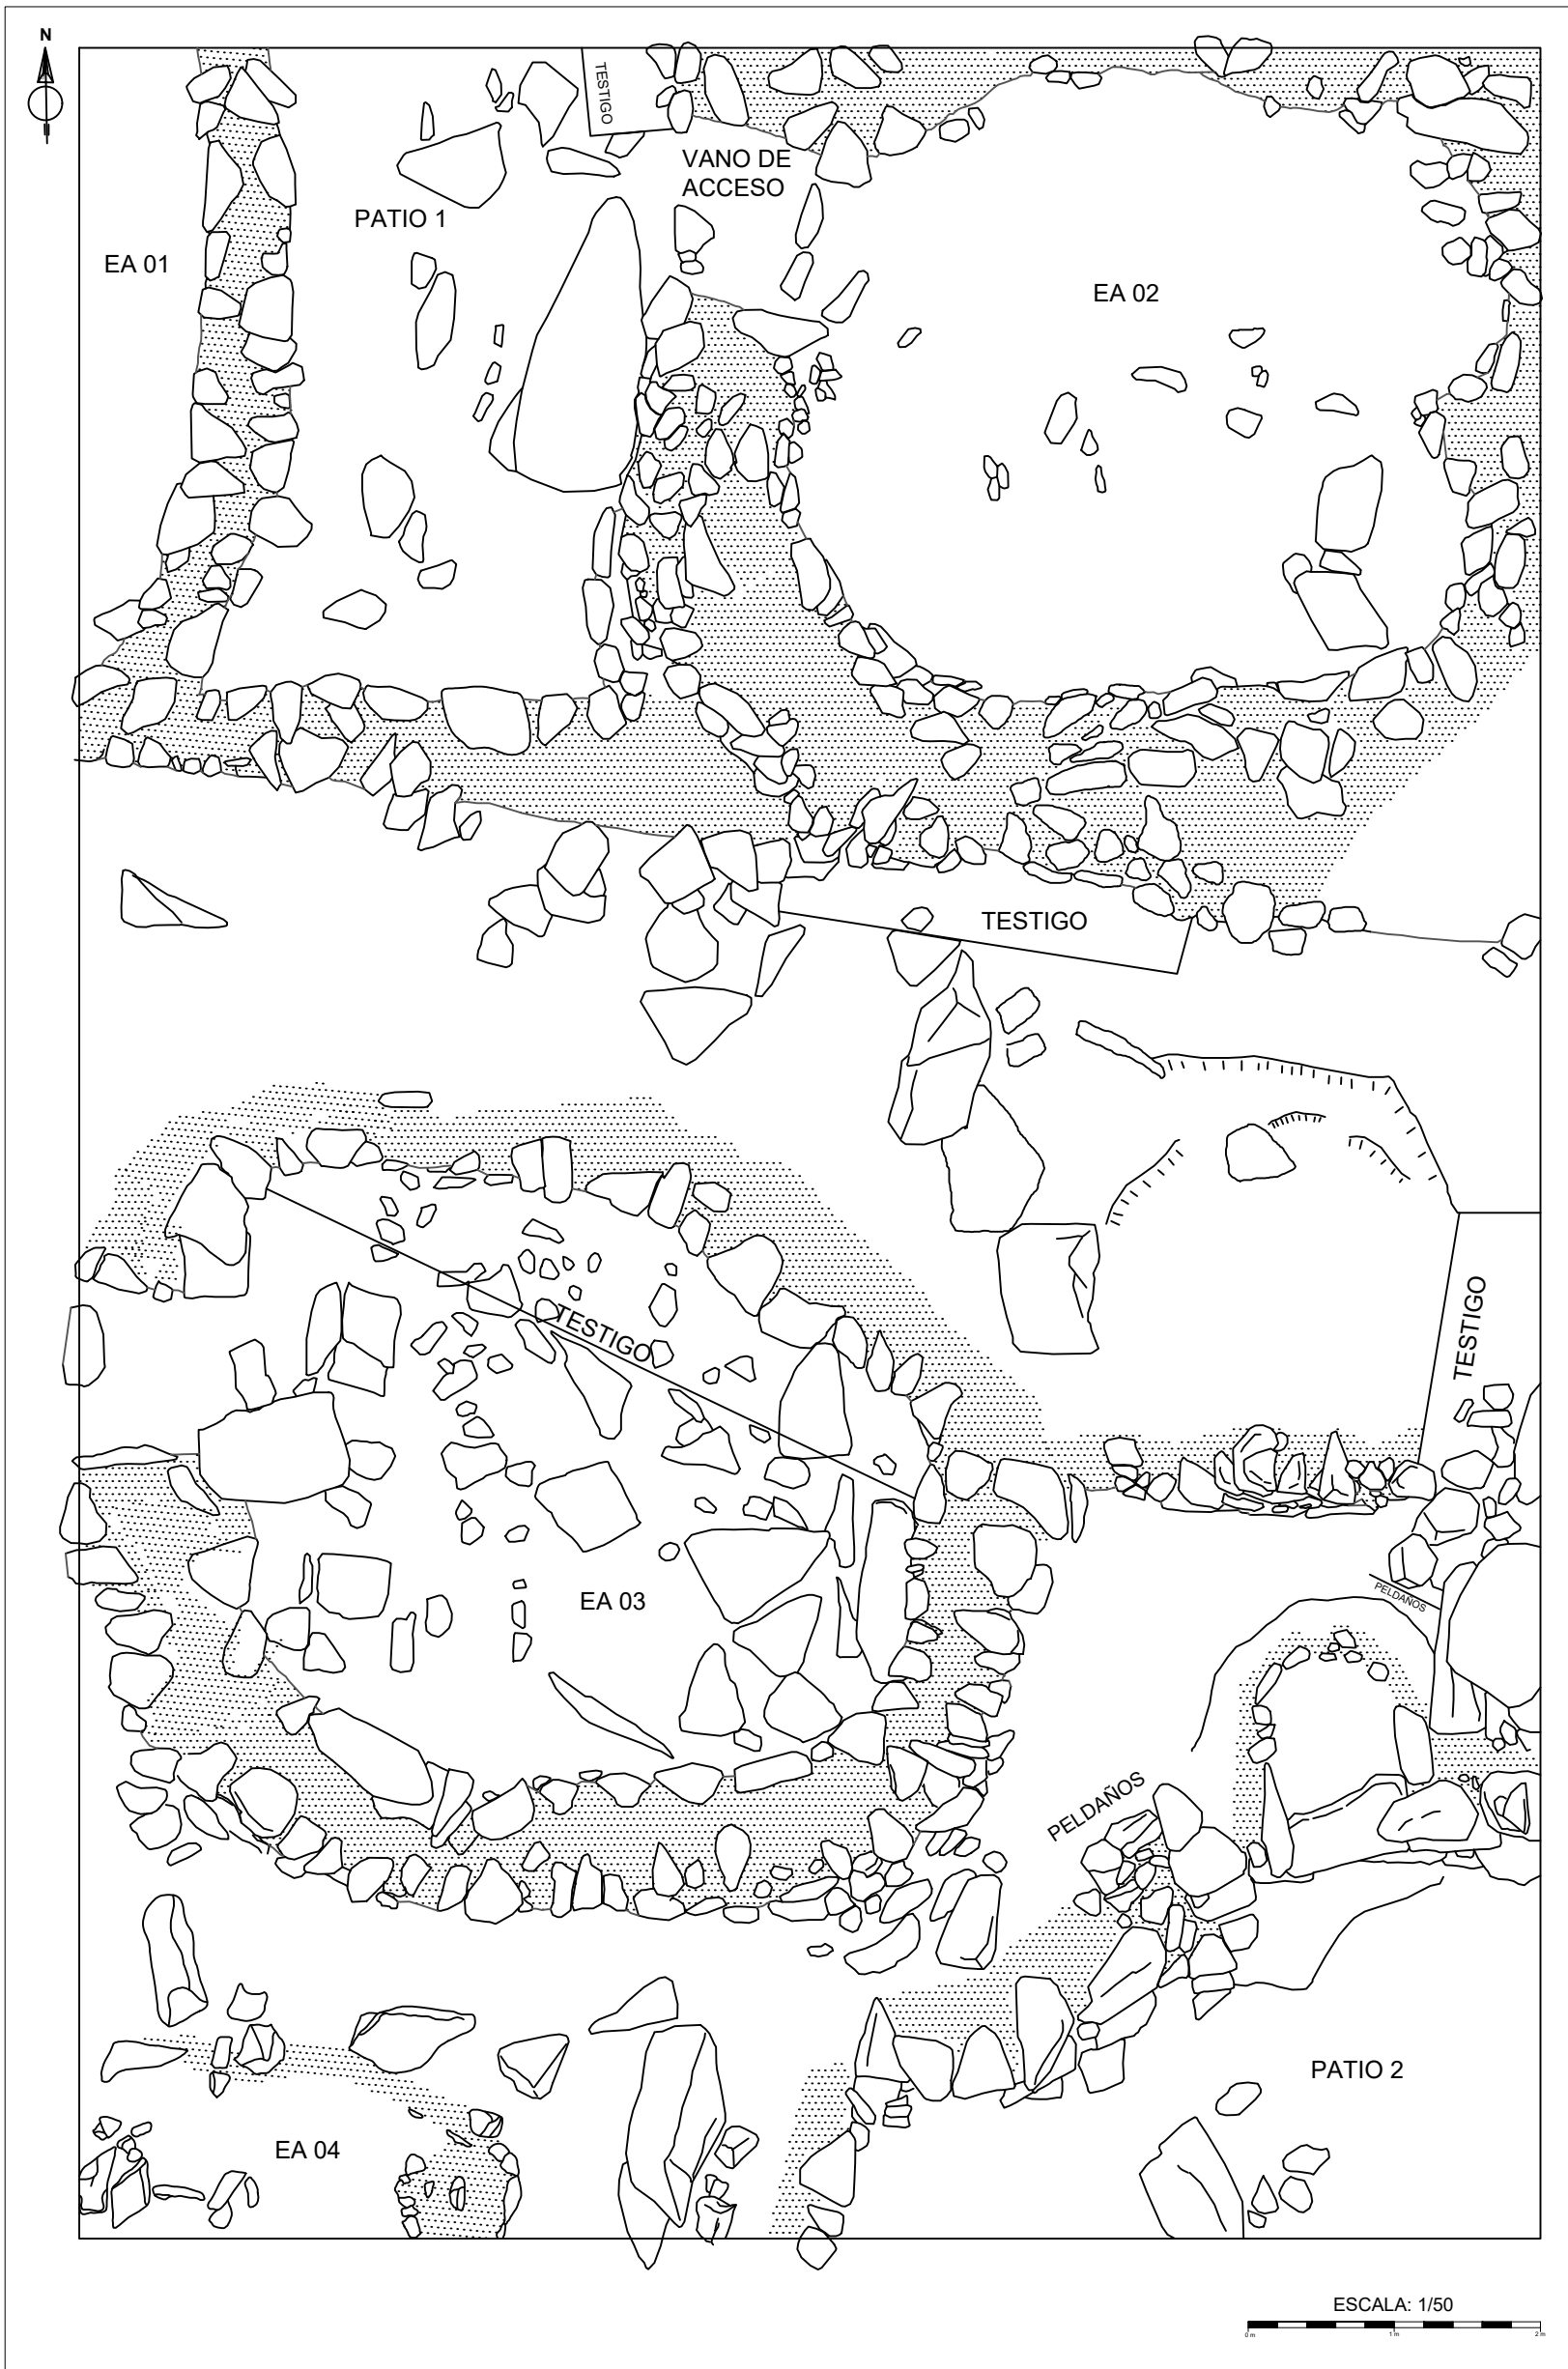 N
TESTIGO
VANO DE
ACCESO
PATIO 1
EA 01
EA 02
TESTIGO
TESTIGO
TESTIGO
PELDAÑOS
EA 03
PELDAÑOS
PATIO 2
EA 04
ESCALA: 1/50
0 m 1 m 2 m